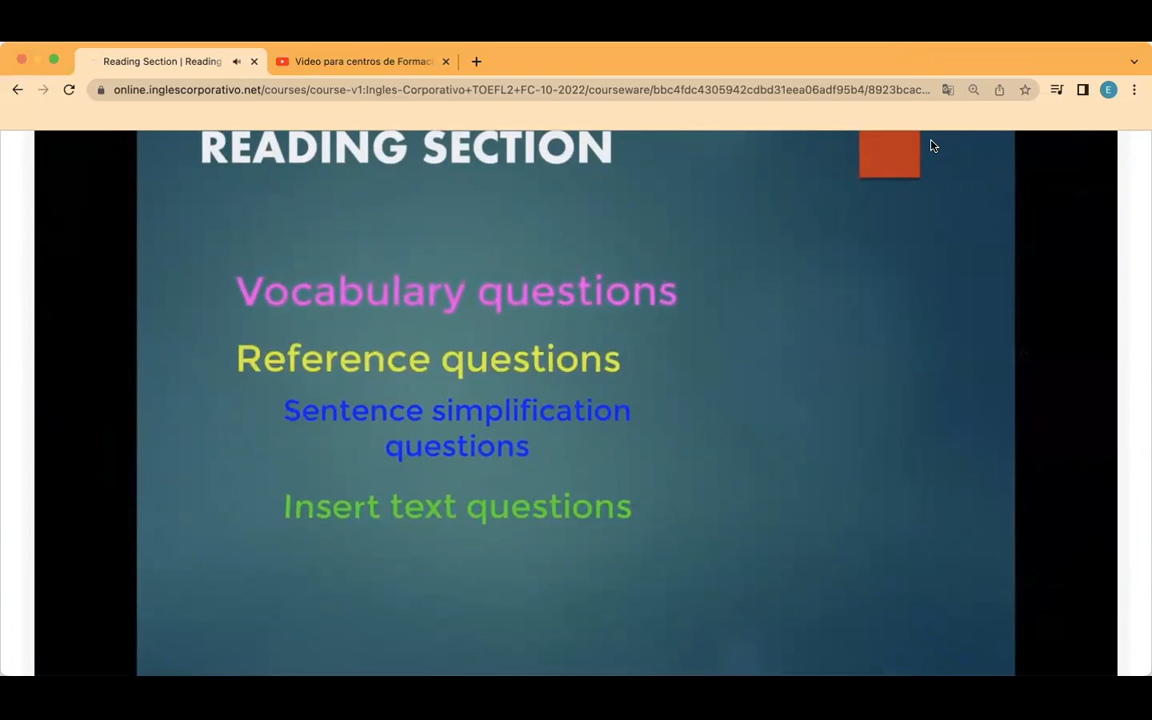 Reading Section | Reading
Video para centros de Formaci
online.inglescorporativo.net/courses/course-v1:Ingles-Corporativo+TOEFL2+FC-10-2022/courseware/bbc4fdc4305942cdbd31eea06adf95b4/8923bcac...
E
READING SECTION
Vocabulary questions
Reference questions
Sentence simplification
questions
Insert text questions